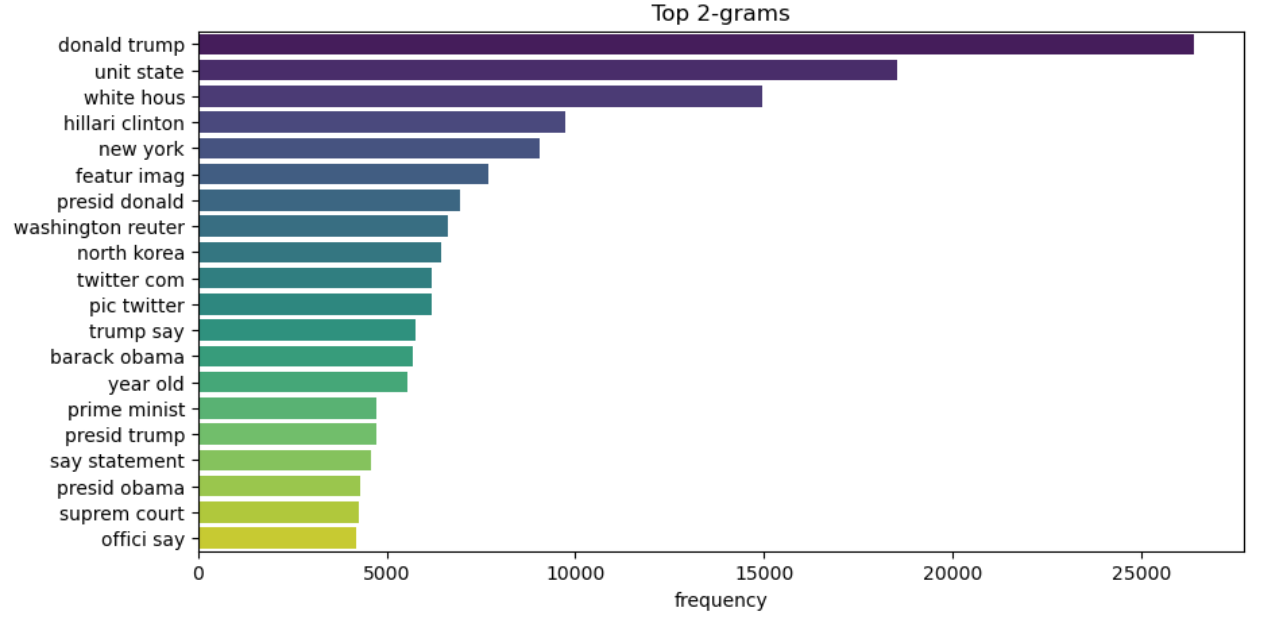 Top 2-grams
donald trump
unit state
white hous
hillari clinton
new york
featur imag
presid donald
washington reuter
north korea
twitter com
pic twitter
trump say
barack obama
year old
prime minist
presid trump
say statement
presid obama
suprem court
offici say
0 5000 10000 15000 20000 25000
frequency